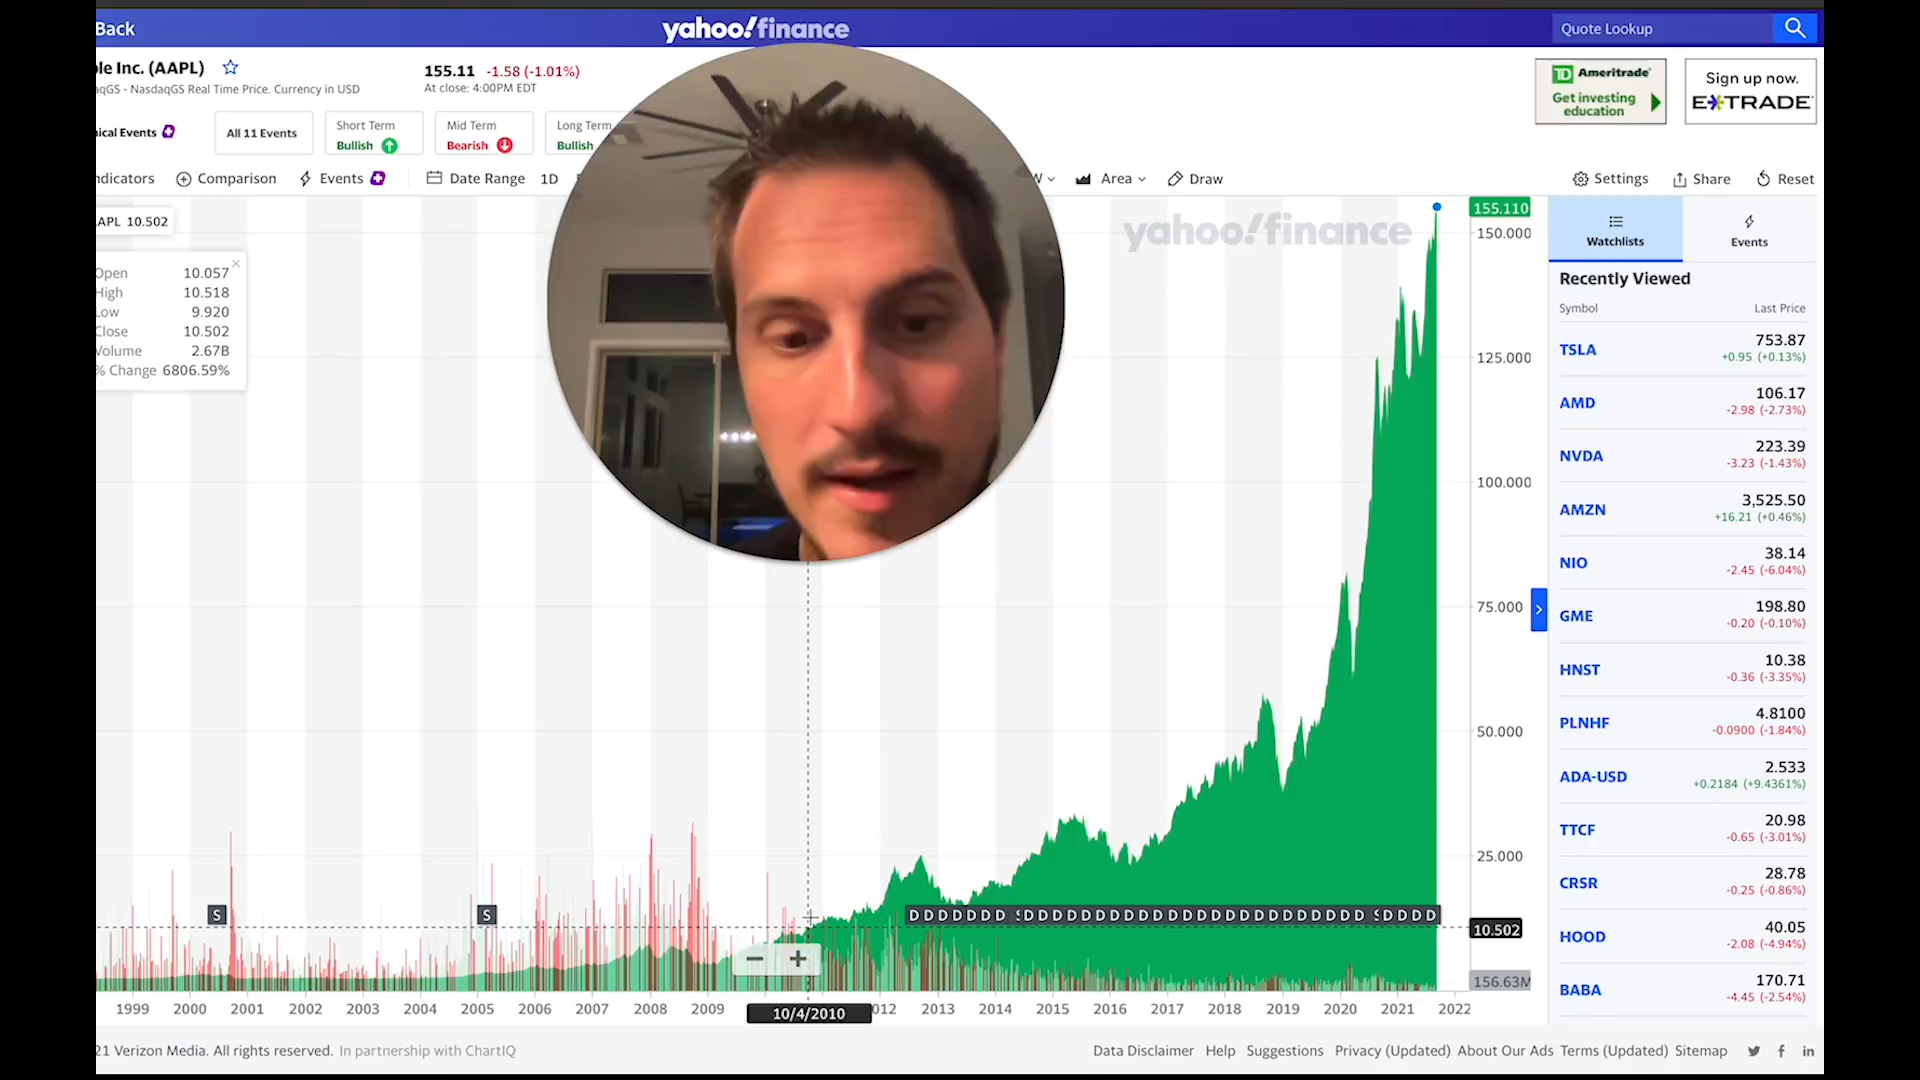 Back
yahoo!finance
Quote Lookup
le Inc. (AAPL)
aqGS - NasdaqGS Real Time Price. Currency in USD
155.11 -1.58 (-1.01%)
At close: 4:00PM EDT
TD Ameritrade
Get investing
education
Sign up now.
E*TRADE
nical Events
All 11 Events
Short Term
Bullish
Mid Term
Bearish
Long Term
Bullish
ndicators
Comparison
Events
Date Range
1D
W
Area
Draw
Settings
Share
Reset
APL 10.502
Open 10.057
High 10.518
Low 9.920
Close 10.502
Volume 2.67B
% Change 6806.59%
yahoo!finance
155.110
150.000
125.000
100.000
75.000
50.000
25.000
10.502
156.63M
S
S
D D D D D D D S D D D D D D D D D D D D D D D D D D D D D D D D S D D D D
1999 2000 2001 2002 2003 2004 2005 2006 2007 2008 2009 10/4/2010 012 2013 2014 2015 2016 2017 2018 2019 2020 2021 2022
Watchlists
Events
Recently Viewed
Symbol Last Price
TSLA 753.87
+0.95 (+0.13%)
AMD 106.17
-2.98 (-2.73%)
NVDA 223.39
-3.23 (-1.43%)
AMZN 3,525.50
+16.21 (+0.46%)
NIO 38.14
-2.45 (-6.04%)
GME 198.80
-0.20 (-0.10%)
HNST 10.38
-0.36 (-3.35%)
PLNHF 4.8100
-0.0900 (-1.84%)
ADA-USD 2.533
+0.2184 (+9.4361%)
TTCF 20.98
-0.65 (-3.01%)
CRSR 28.78
-0.25 (-0.86%)
HOOD 40.05
-2.08 (-4.94%)
BABA 170.71
-4.45 (-2.54%)
21 Verizon Media. All rights reserved. In partnership with ChartIQ
Data Disclaimer Help Suggestions Privacy (Updated) About Our Ads Terms (Updated) Sitemap